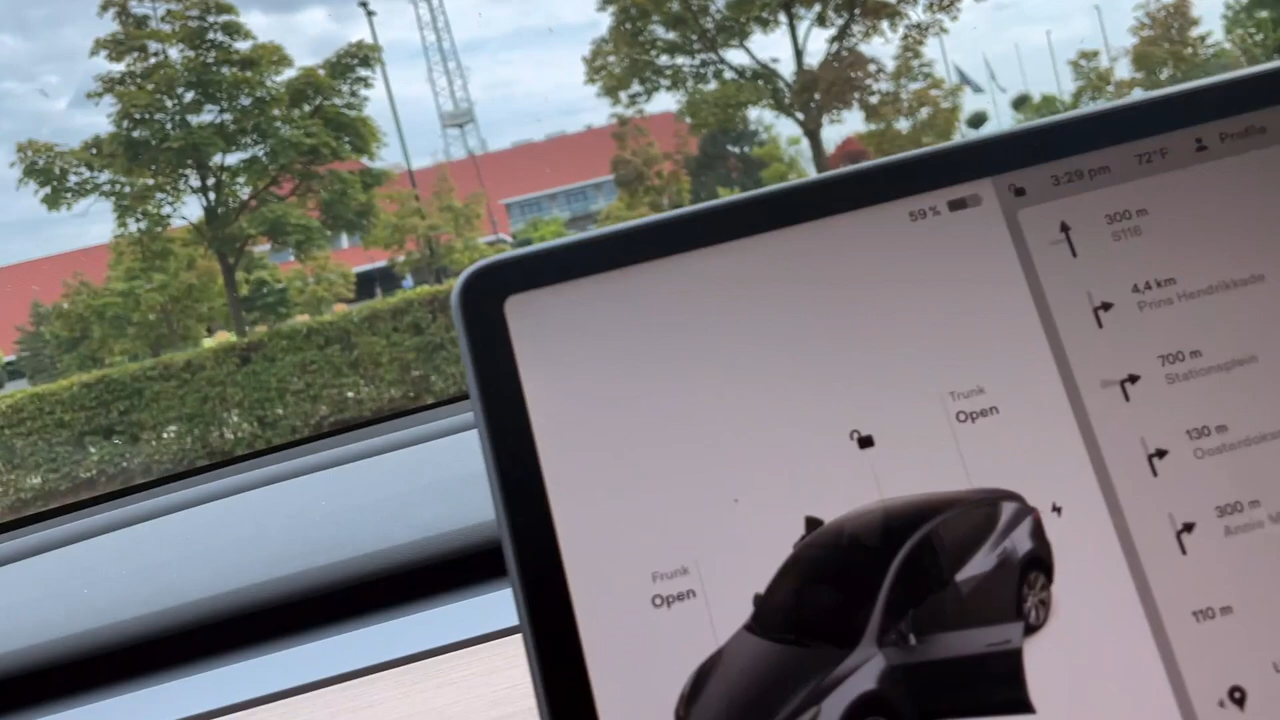 59 %
3:29 pm 72°F Profile
300 m
S116
4,4 km
Prins Hendrikkade
700 m
Stationsplein
130 m
300 m
110 m
Trunk
Open
Frunk
Open